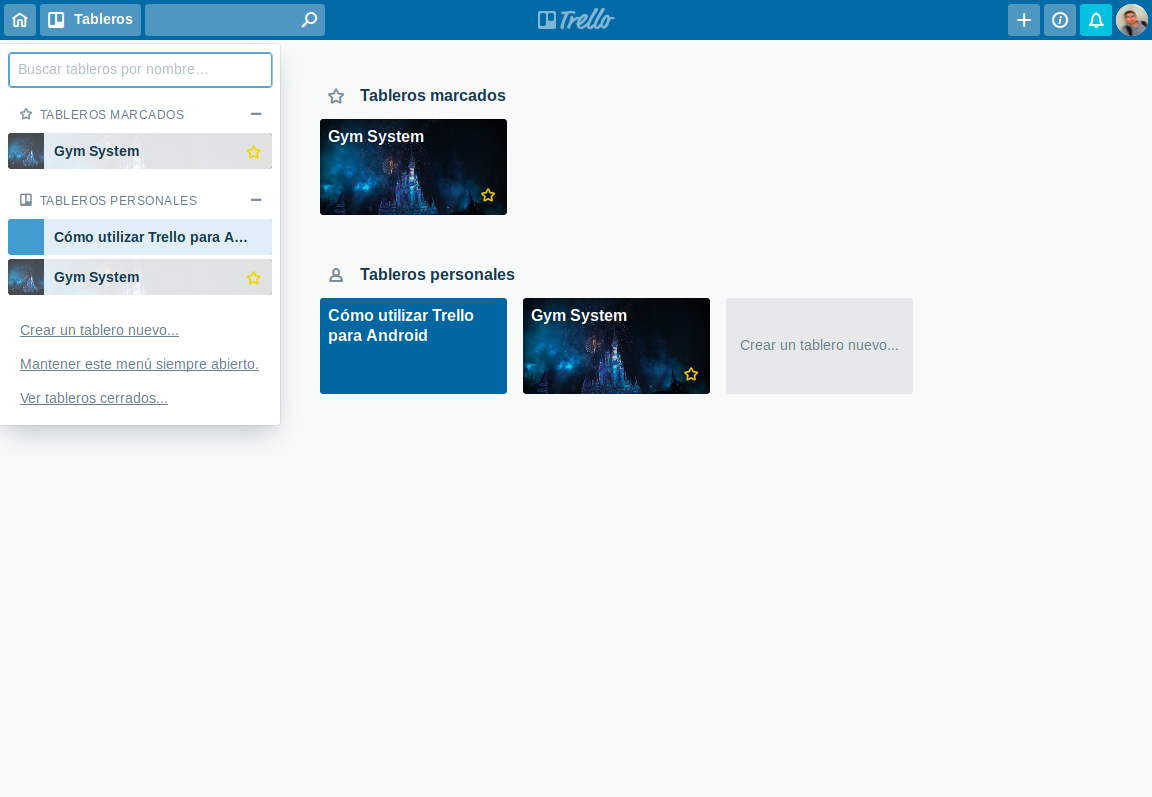 Tableros
Trello
Buscar tableros por nombre…
TABLEROS MARCADOS
Gym System
TABLEROS PERSONALES
Cómo utilizar Trello para A…
Gym System
Crear un tablero nuevo...
Mantener este menú siempre abierto.
Ver tableros cerrados...
Tableros marcados
Gym System
Tableros personales
Cómo utilizar Trello
para Android
Gym System
Crear un tablero nuevo...